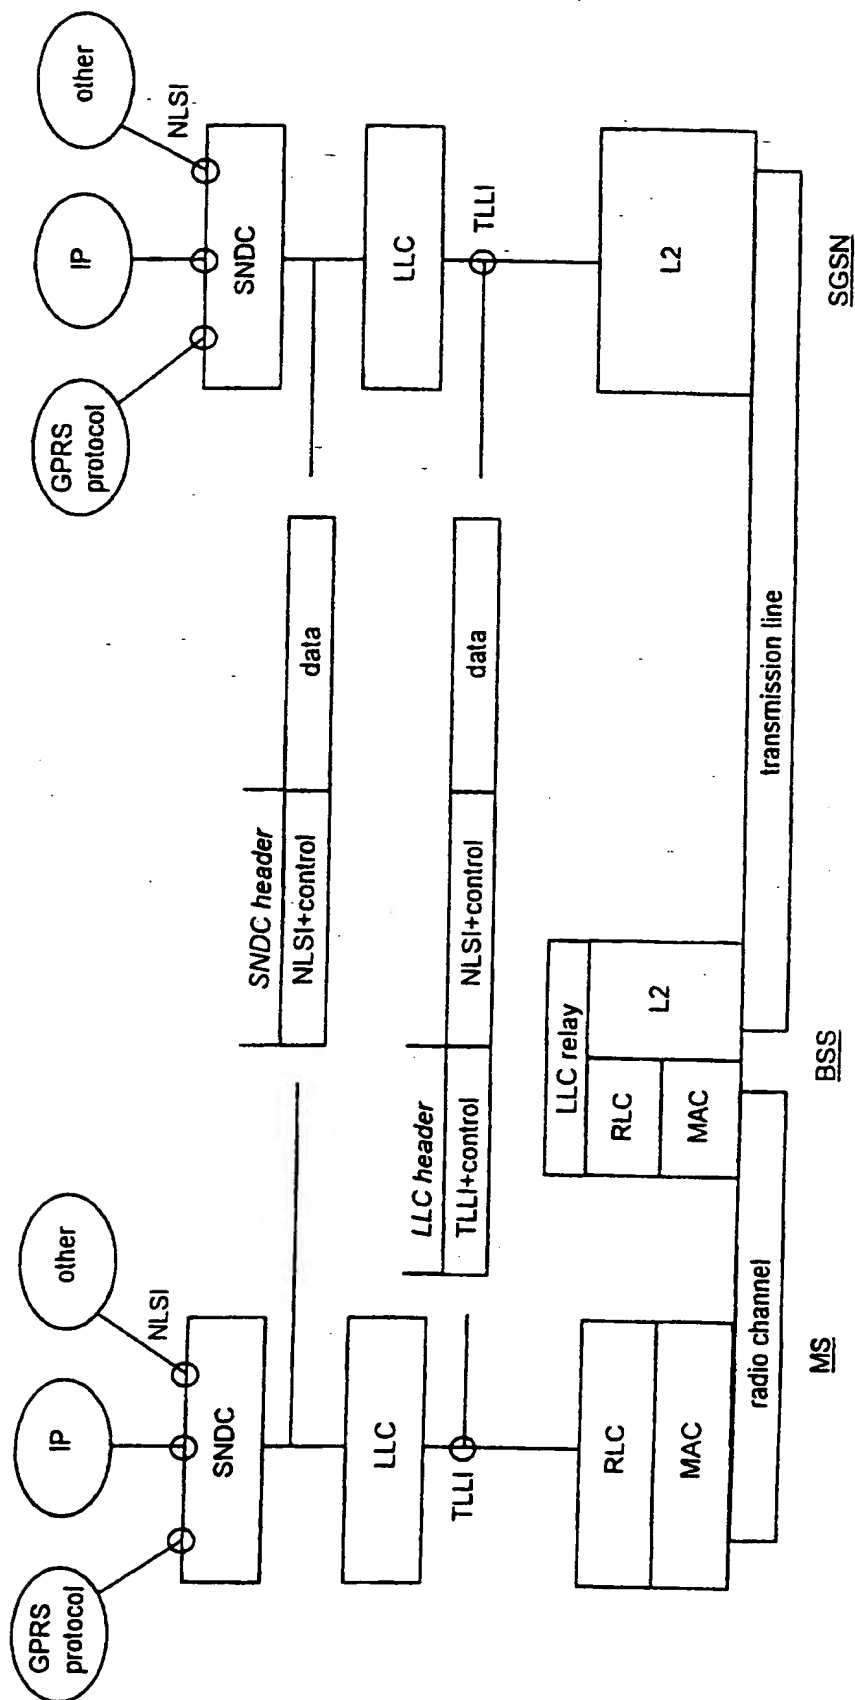 GPRS
protocol
IP
other
NLSI
SNDC
LLC
TLLI
RLC
MAC
radio channel
MS
SNDC header
NLSI+control
data
LLC header
TLLI+control
NLSI+control
data
LLC relay
RLC
MAC
L2
BSS
transmission line
GPRS
protocol
IP
other
NLSI
SNDC
LLC
TLLI
L2
SGSN